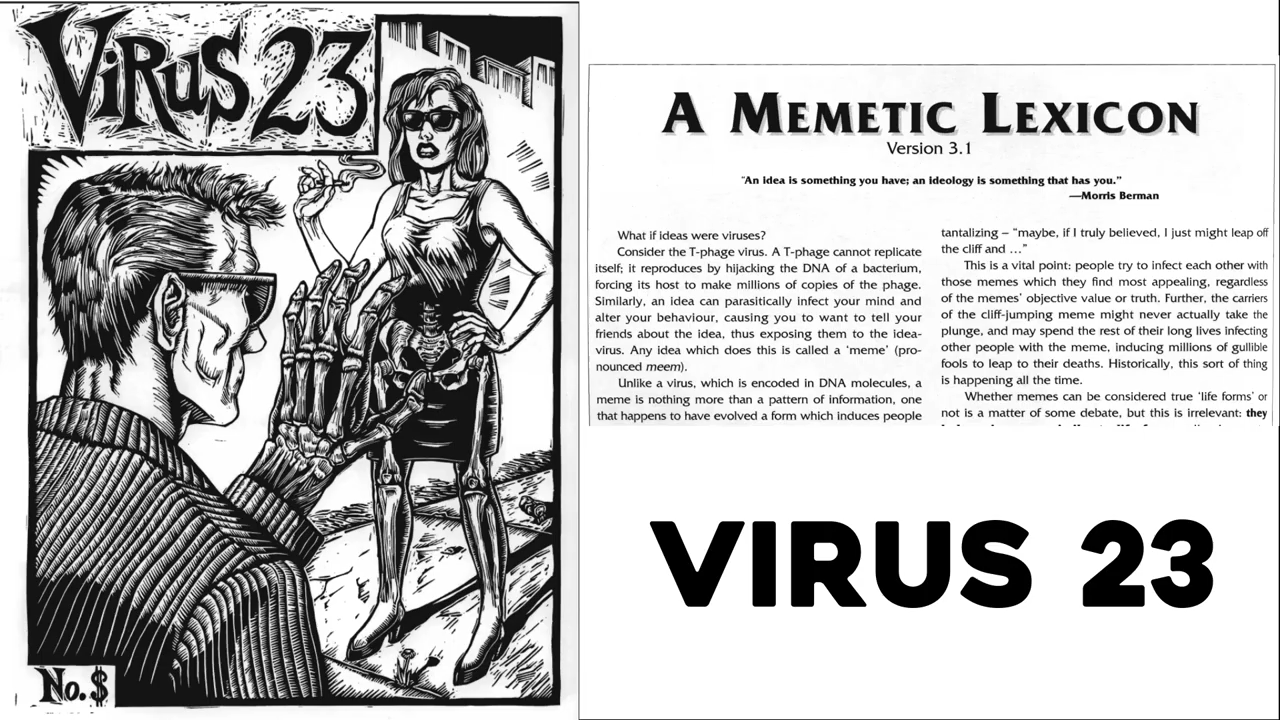 VIRUS 23
No. $
A MEMETIC LEXICON
Version 3.1
"An idea is something you have; an ideology is something that has you."
—Morris Berman
What if ideas were viruses?
Consider the T-phage virus. A T-phage cannot replicate
itself; it reproduces by hijacking the DNA of a bacterium,
forcing its host to make millions of copies of the phage.
Similarly, an idea can parasitically infect your mind and
alter your behaviour, causing you to want to tell your
friends about the idea, thus exposing them to the idea-
virus. Any idea which does this is called a 'meme' (pro-
nounced meem).
Unlike a virus, which is encoded in DNA molecules, a
meme is nothing more than a pattern of information, one
that happens to have evolved a form which induces people
tantalizing – "maybe, if I truly believed, I just might leap off
the cliff and …"
This is a vital point: people try to infect each other with
those memes which they find most appealing, regardless
of the memes' objective value or truth. Further, the carriers
of the cliff-jumping meme might never actually take the
plunge, and may spend the rest of their long lives infecting
other people with the meme, inducing millions of gullible
fools to leap to their deaths. Historically, this sort of thing
is happening all the time.
Whether memes can be considered true 'life forms' or
not is a matter of some debate, but this is irrelevant: they
VIRUS 23